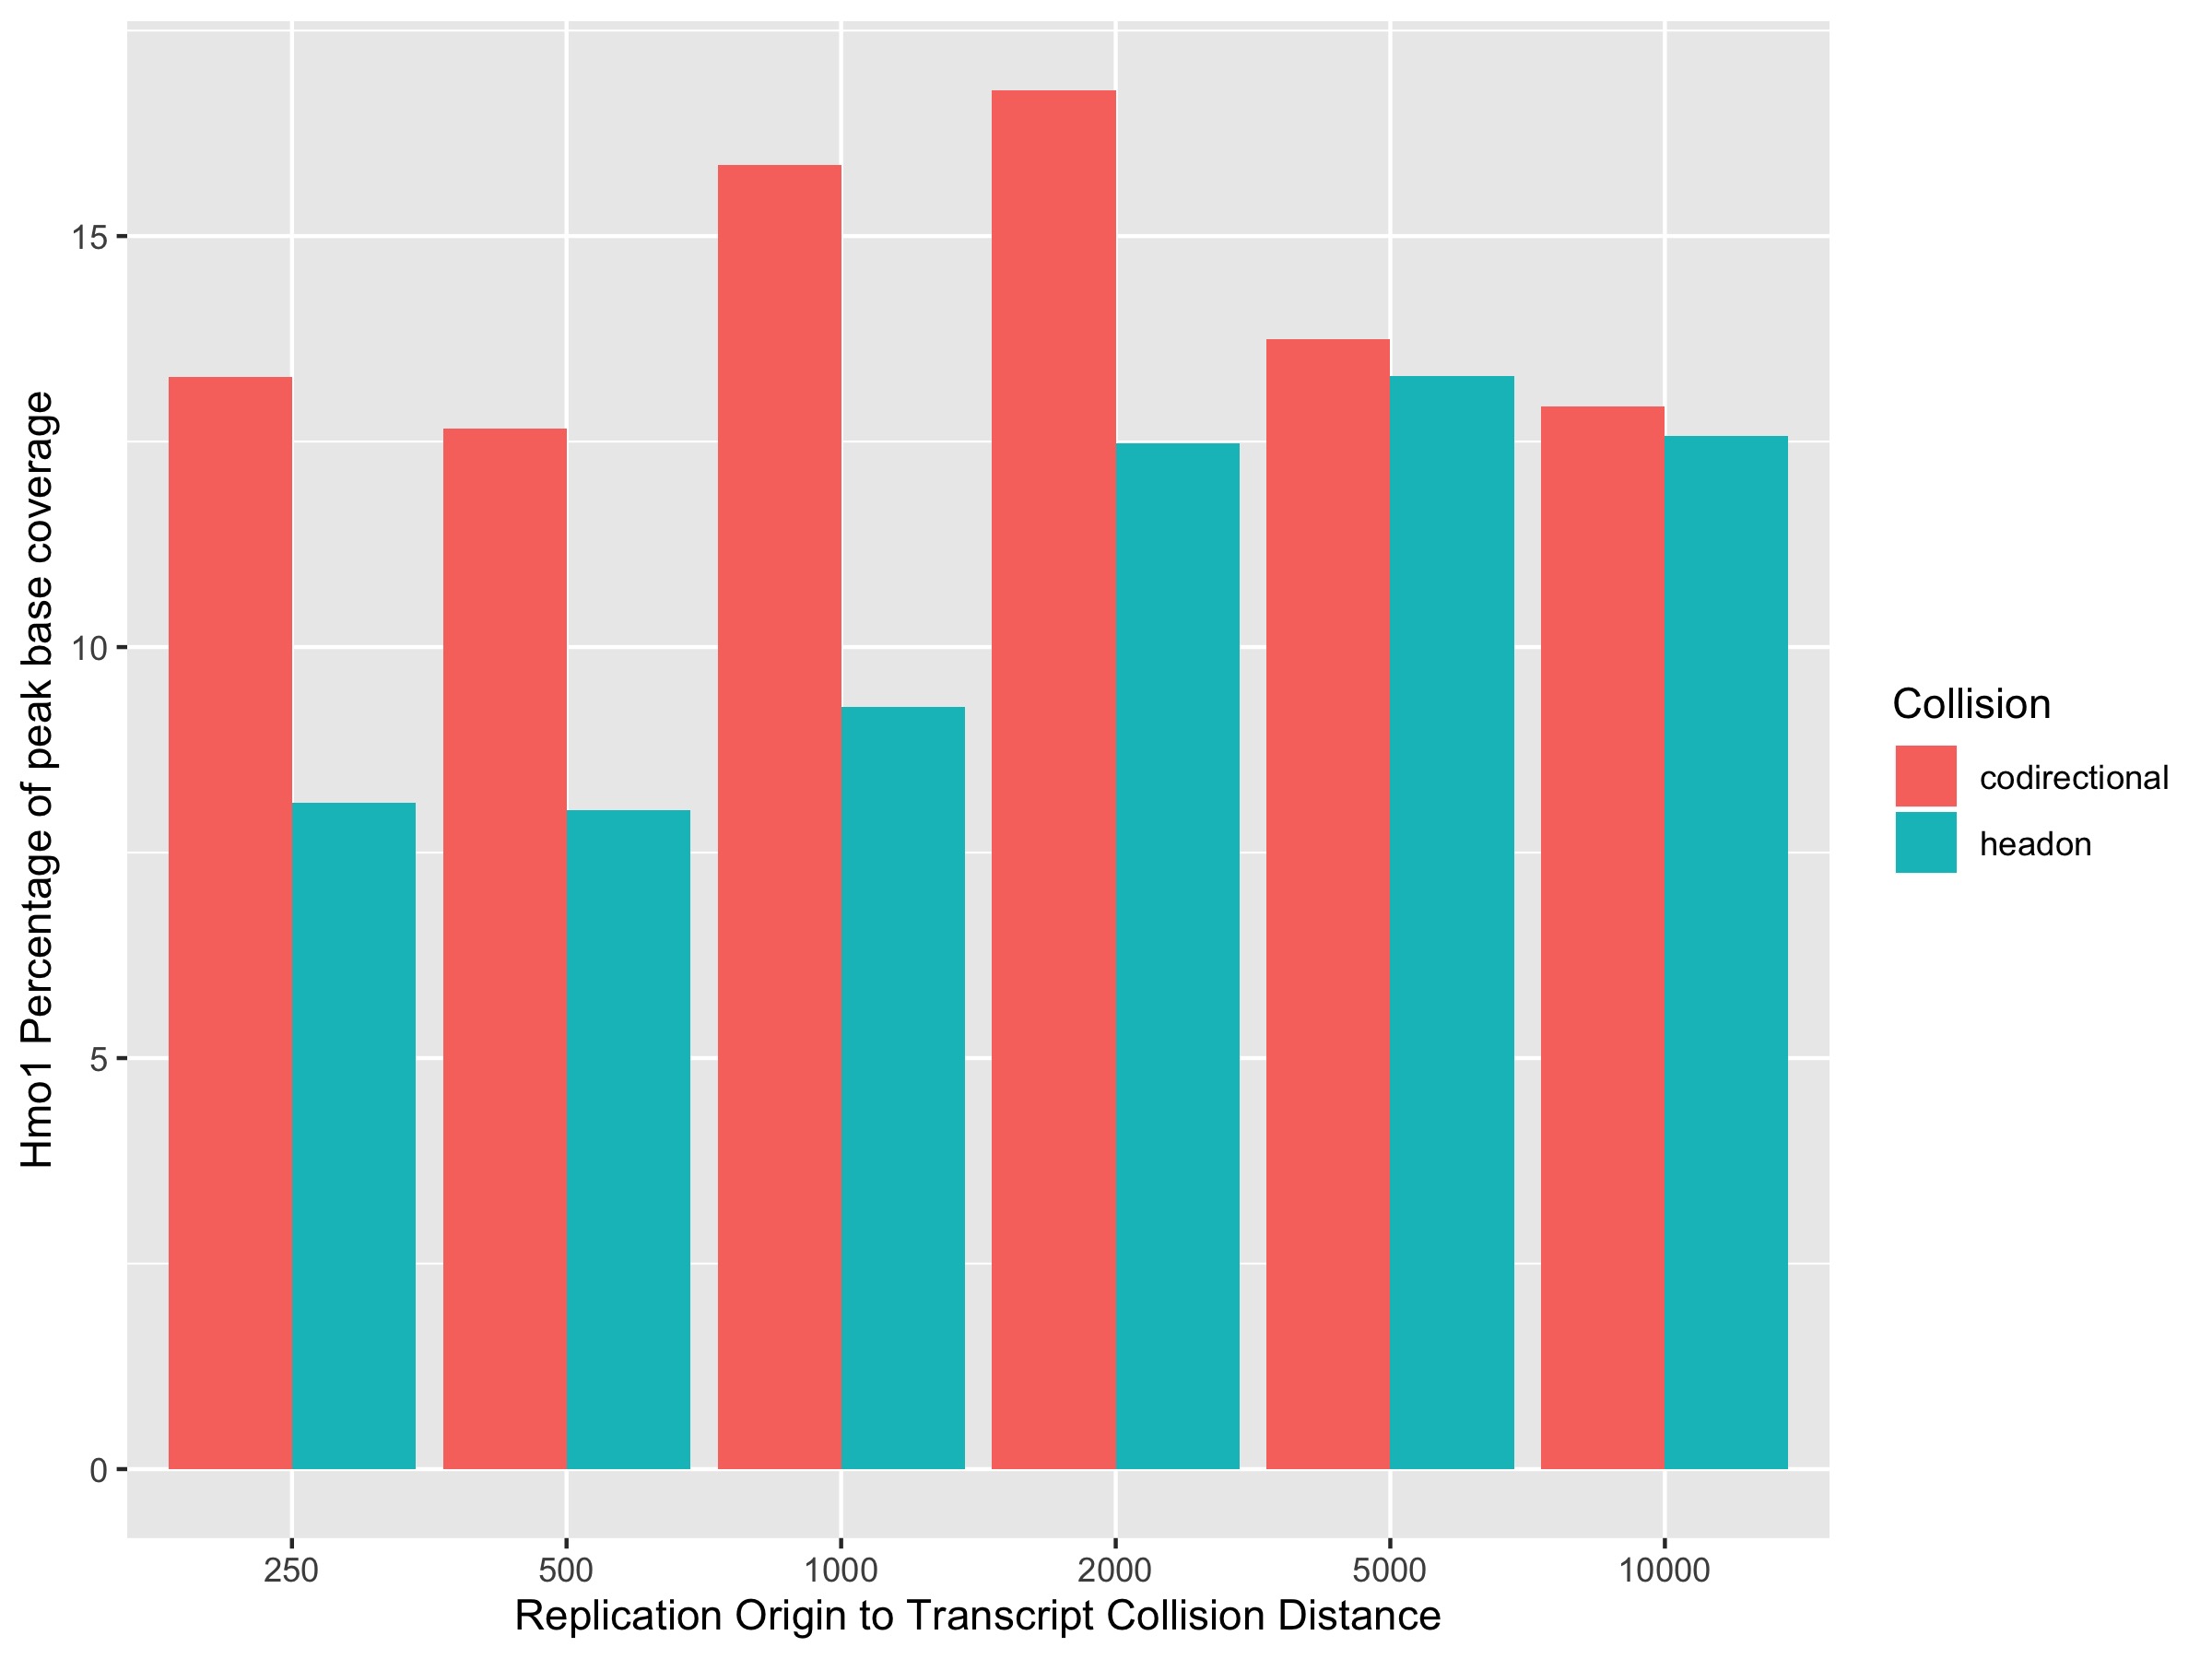 Hmo1 Percentage of peak base coverage
15
10
5
0
250 500 1000 2000 5000 10000
Replication Origin to Transcript Collision Distance
Collision
codirectional
headon